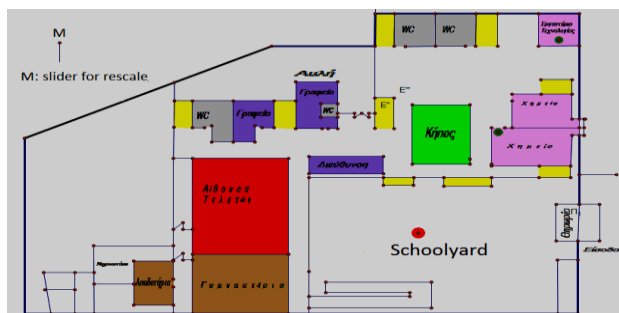 M
M: slider for rescale
WC
WC
Εργαστήριο
Τεχνολογίας
Αυλή
Γραφείο
WC
Γραφείο
WC
E''
E'''
Κήπος
Χημείο
Χημείο
Διεύθυνση
Αίθουσα
Τελετών
Schoolyard
Θυρωρείο
Π
Είσοδος
Αποδυτήρια
Γυμναστήριο